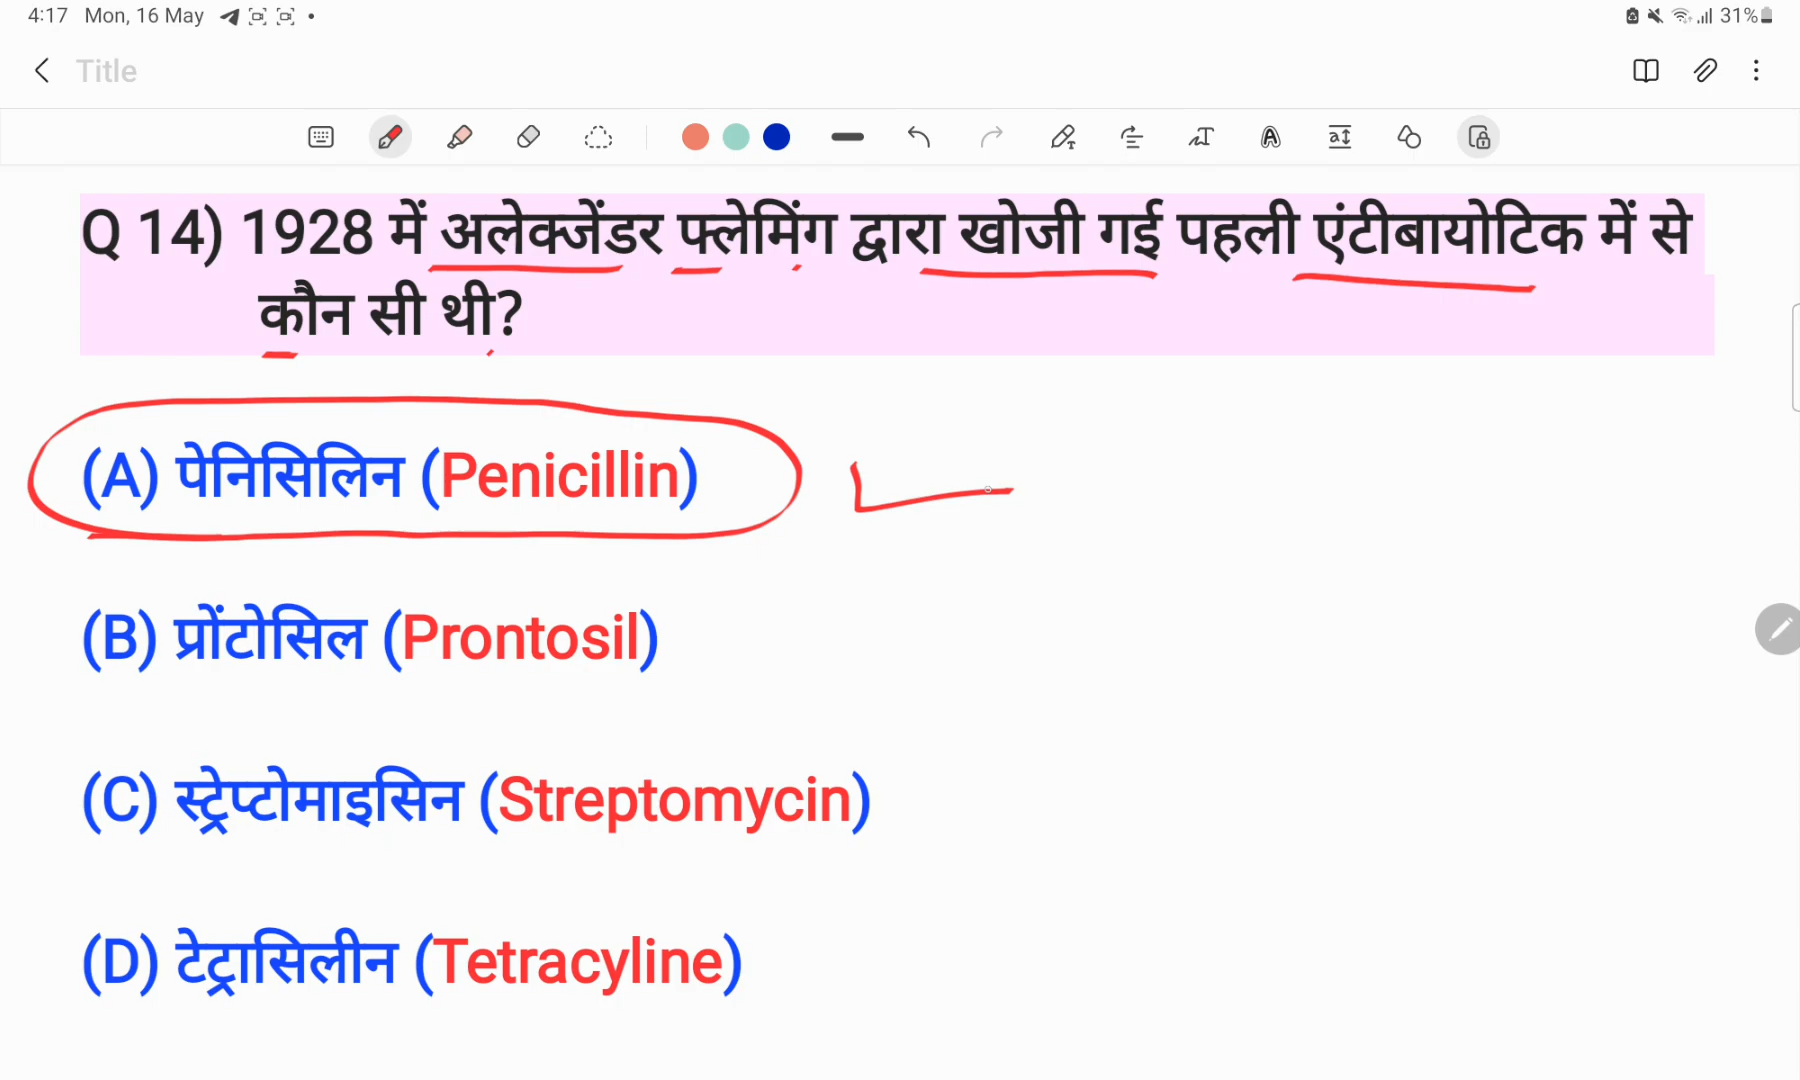 4:17 Mon, 16 May 31%
Title
Q 14) 1928 में अलेक्जेंडर फ्लेमिंग द्वारा खोजी गई पहली एंटीबायोटिक में से
कौन सी थी?
(A) पेनिसिलिन (Penicillin)
(B) प्रोंटोसिल (Prontosil)
(C) स्ट्रेप्टोमाइसिन (Streptomycin)
(D) टेट्रासिलीन (Tetracyline)